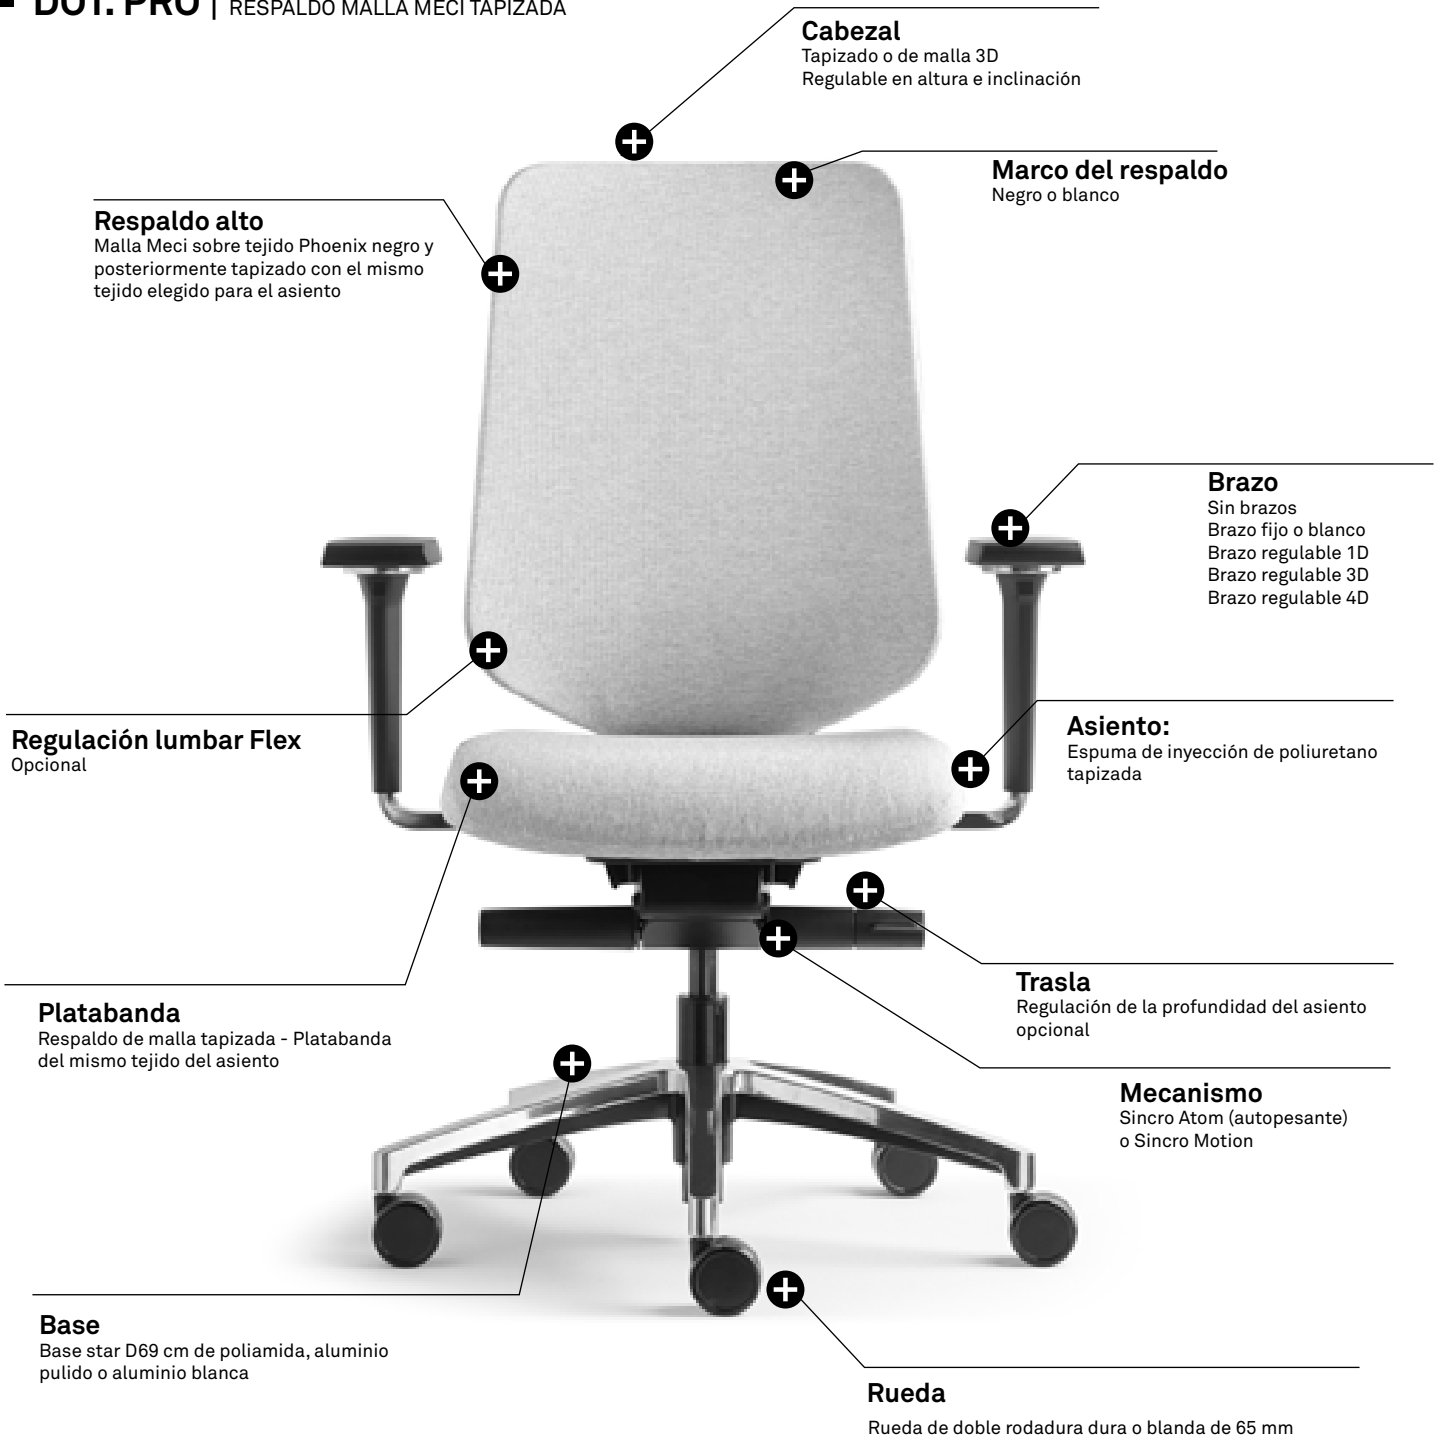 DOT. PRO | RESPALDO MALLA MECI TAPIZADA
Cabezal
Tapizado o de malla 3D
Regulable en altura e inclinación
Marco del respaldo
Negro o blanco
Respaldo alto
Malla Meci sobre tejido Phoenix negro y
posteriormente tapizado con el mismo
tejido elegido para el asiento
Brazo
Sin brazos
Brazo fijo o blanco
Brazo regulable 1D
Brazo regulable 3D
Brazo regulable 4D
Regulación lumbar Flex
Opcional
Asiento:
Espuma de inyección de poliuretano
tapizada
Platabanda
Respaldo de malla tapizada - Platabanda
del mismo tejido del asiento
Trasla
Regulación de la profundidad del asiento
opcional
Mecanismo
Sincro Atom (autopesante)
o Sincro Motion
Base
Base star D69 cm de poliamida, aluminio
pulido o aluminio blanca
Rueda
Rueda de doble rodadura dura o blanda de 65 mm